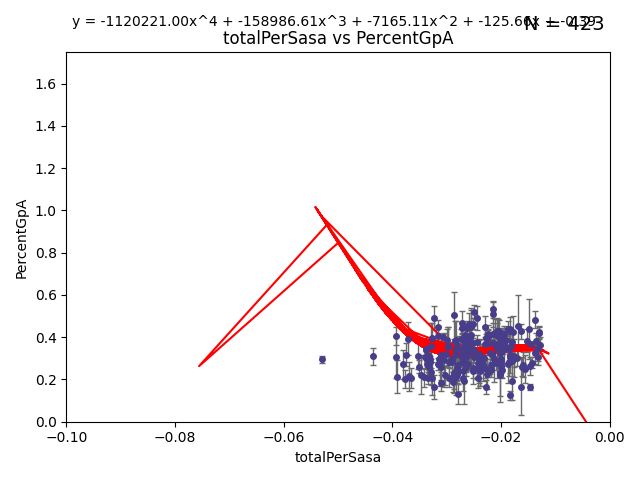 y = -1120221.00x^4 + -158986.61x^3 + -7165.11x^2 + -125.66x + -0.39
N = 423
totalPerSasa vs PercentGpA
1.6
1.4
1.2
1.0
0.8
0.6
0.4
0.2
0.0
PercentGpA
−0.10 −0.08 −0.06 −0.04 −0.02 0.00
totalPerSasa